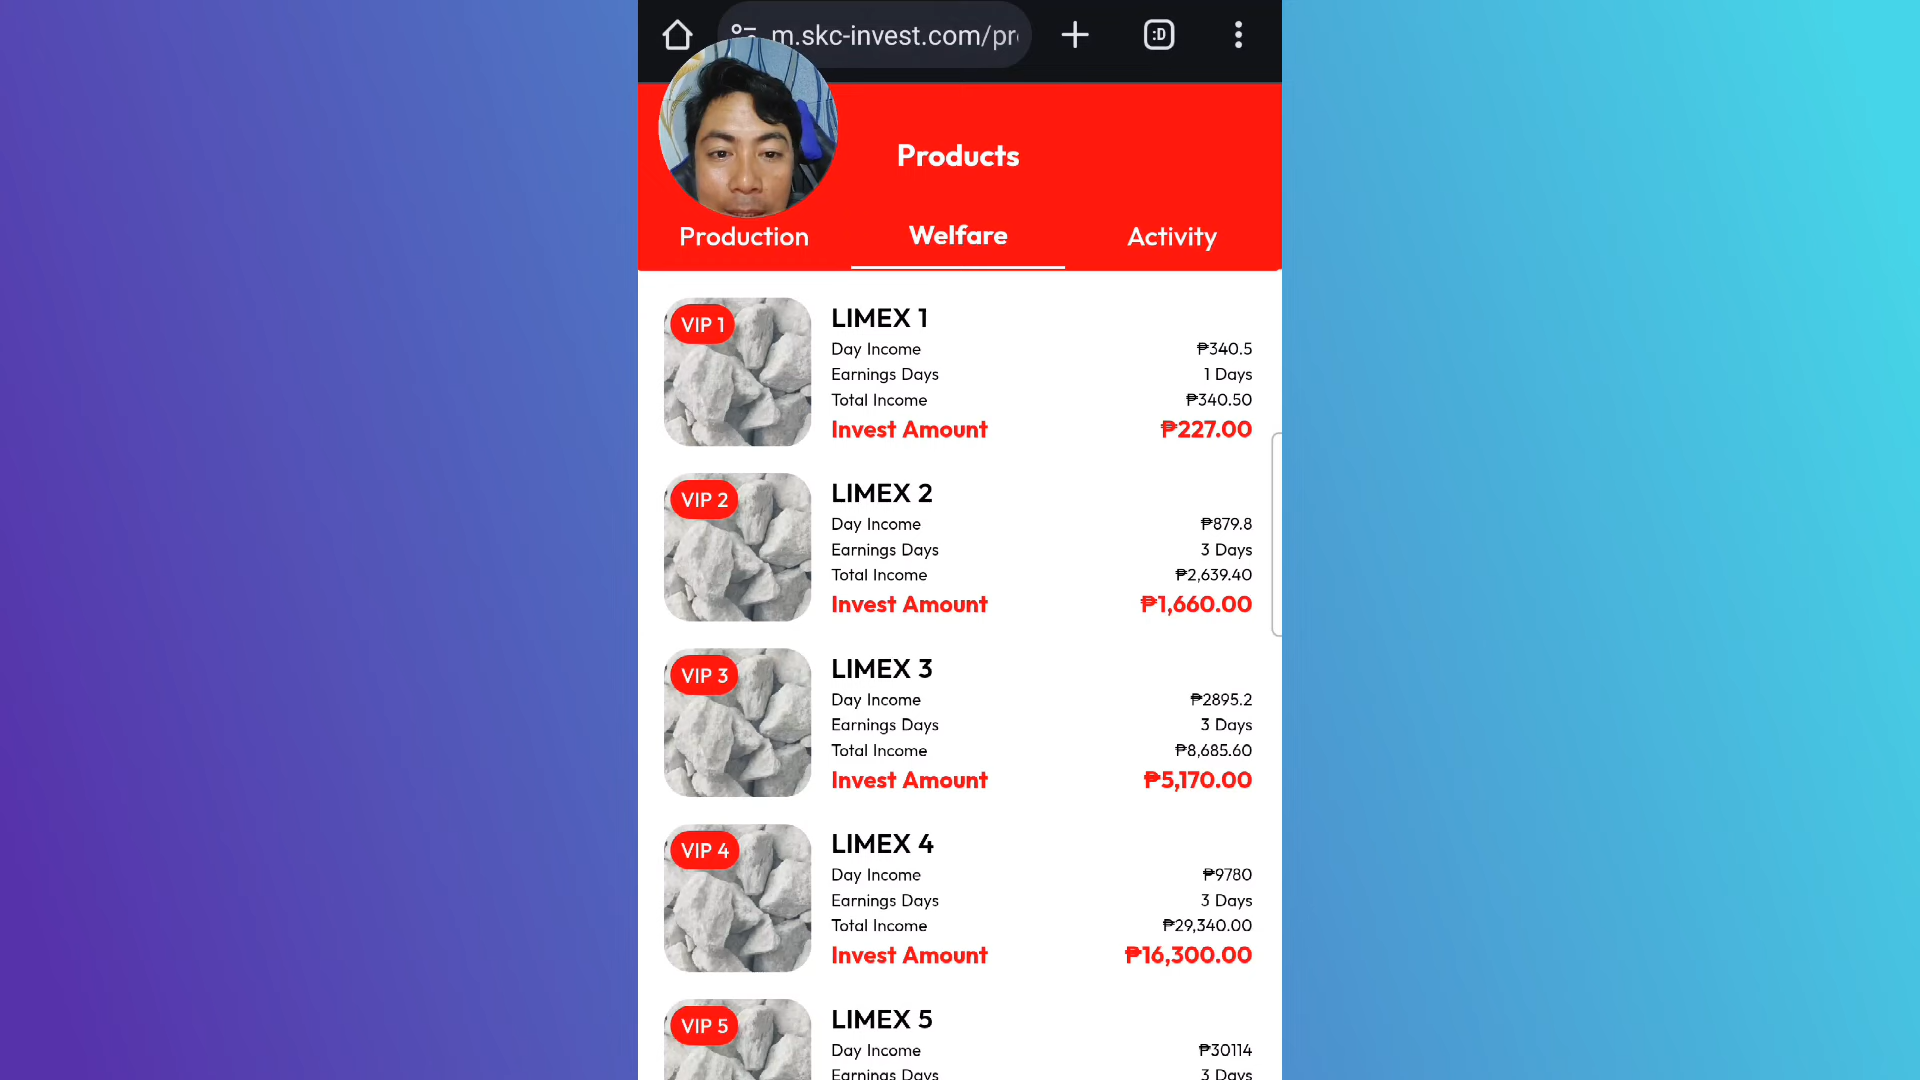 m.skc-invest.com/pr
:D
Products
Production
Welfare
Activity
VIP 1
LIMEX 1
Day Income ₱340.5
Earnings Days 1 Days
Total Income ₱340.50
Invest Amount ₱227.00
VIP 2
LIMEX 2
Day Income ₱879.8
Earnings Days 3 Days
Total Income ₱2,639.40
Invest Amount ₱1,660.00
VIP 3
LIMEX 3
Day Income ₱2895.2
Earnings Days 3 Days
Total Income ₱8,685.60
Invest Amount ₱5,170.00
VIP 4
LIMEX 4
Day Income ₱9780
Earnings Days 3 Days
Total Income ₱29,340.00
Invest Amount ₱16,300.00
VIP 5
LIMEX 5
Day Income ₱30114
Earnings Days 3 Days